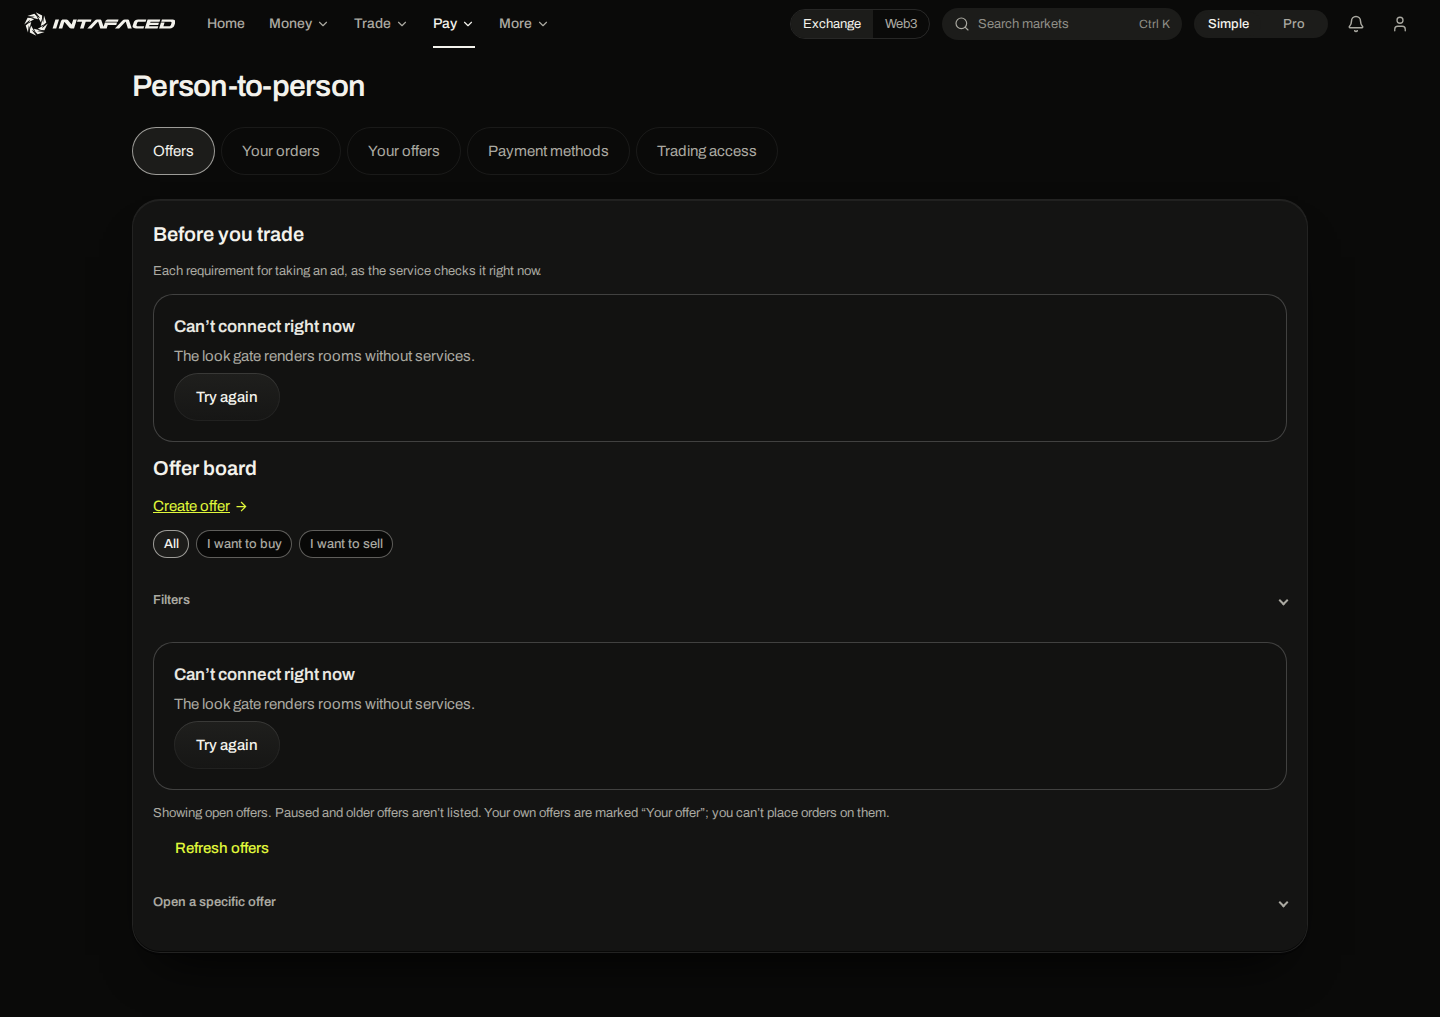 INTAFACED Home Money Trade Pay More Exchange Web3 Search markets Ctrl K Simple Pro
Person-to-person
Offers Your orders Your offers Payment methods Trading access
Before you trade
Each requirement for taking an ad, as the service checks it right now.
Can’t connect right now
The look gate renders rooms without services.
Try again
Offer board
Create offer →
All I want to buy I want to sell
Filters
Can’t connect right now
The look gate renders rooms without services.
Try again
Showing open offers. Paused and older offers aren’t listed. Your own offers are marked “Your offer”; you can’t place orders on them.
Refresh offers
Open a specific offer